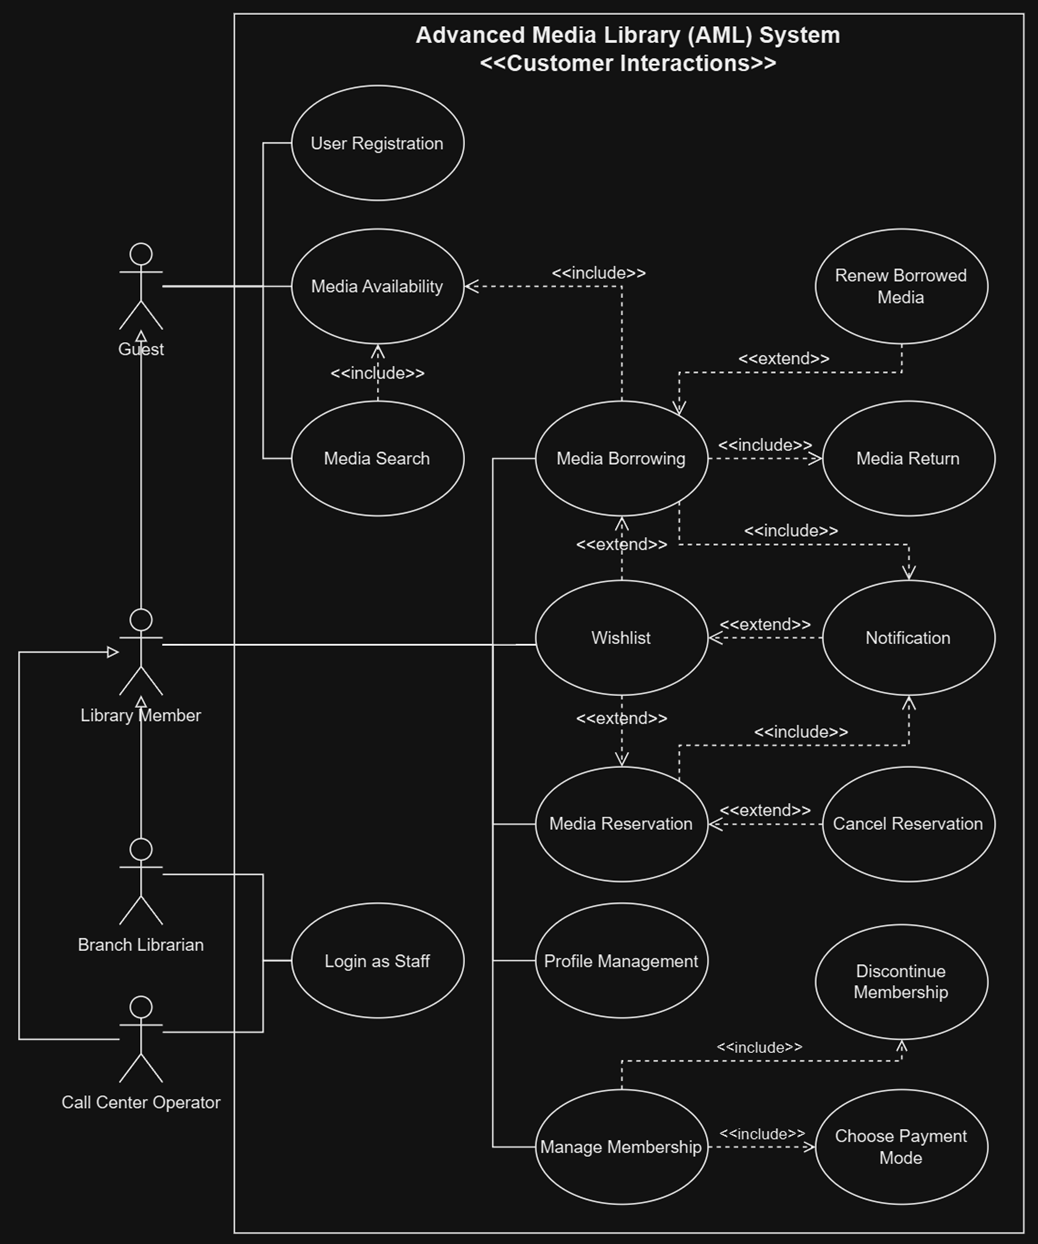 Advanced Media Library (AML) System
<<Customer Interactions>>
User Registration
Guest
Media Availability
<<include>>
Renew Borrowed
Media
<<include>>
<<extend>>
Media Search
Media Borrowing
<<include>>
Media Return
<<extend>>
<<include>>
Library Member
Wishlist
<<extend>>
Notification
<<extend>>
<<include>>
Media Reservation
<<extend>>
Cancel Reservation
Branch Librarian
Login as Staff
Profile Management
Discontinue
Membership
Call Center Operator
<<include>>
Manage Membership
<<include>>
Choose Payment
Mode